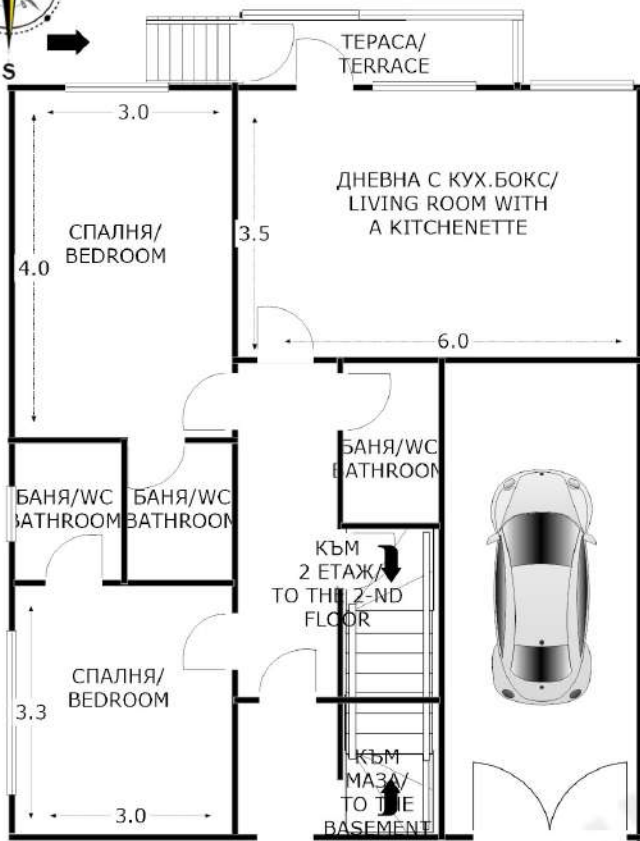 S
ТЕРАСА/
TERRACE
3.0
ДНЕВНА С КУХ.БОКС/
LIVING ROOM WITH
A KITCHENETTE
СПАЛНЯ/
BEDROOM
3.5
4.0
6.0
БАНЯ/WC
BATHROOM
БАНЯ/WC
BATHROOM
БАНЯ/WC
BATHROOM
КЪМ
2 ЕТАЖ/
TO THE 2-ND
FLOOR
СПАЛНЯ/
BEDROOM
3.3
3.0
КЪМ
МАЗА/
TO THE
BASEMENT